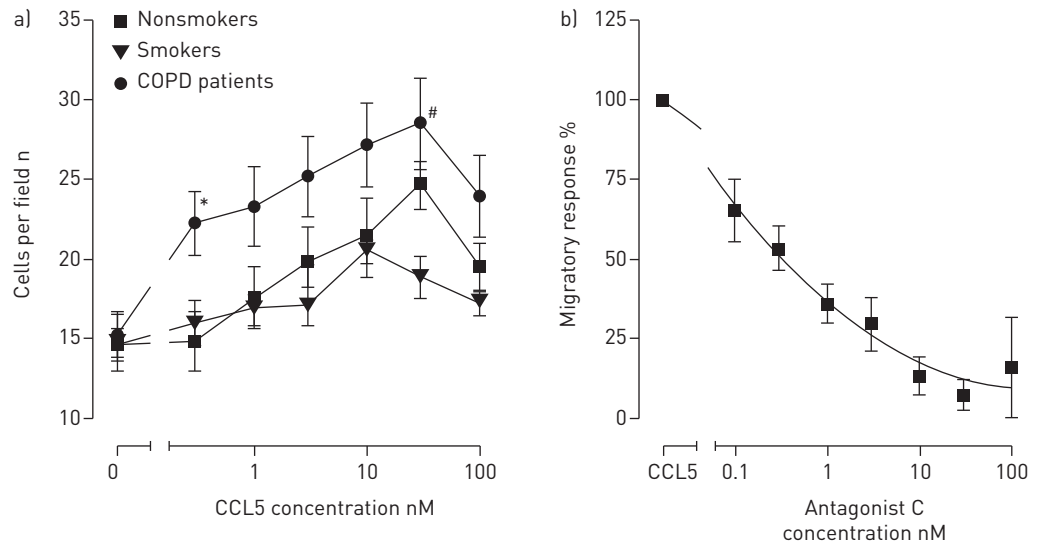 a)
35
30
25
20
15
10
Cells per field n
Nonsmokers
Smokers
COPD patients
*
#
0 1 10 100
CCL5 concentration nM
b)
125
100
75
50
25
0
Migratory response %
CCL5 0.1 1 10 100
Antagonist C
concentration nM